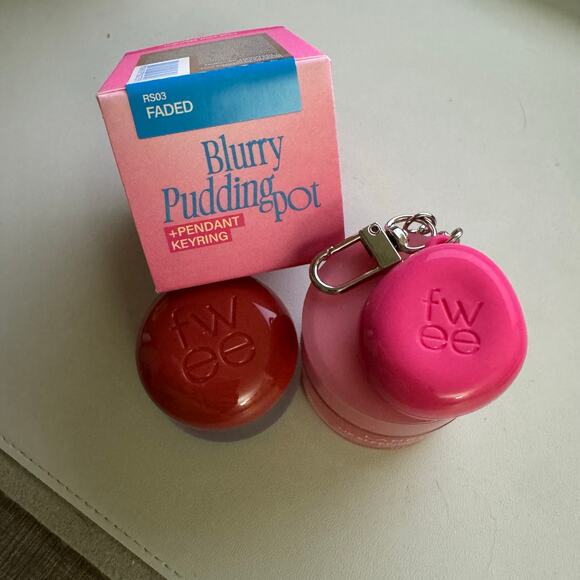 RS03
FADED
Blurry
Pudding
pot
+PENDANT
KEYRING
fw
ee
fw
ee